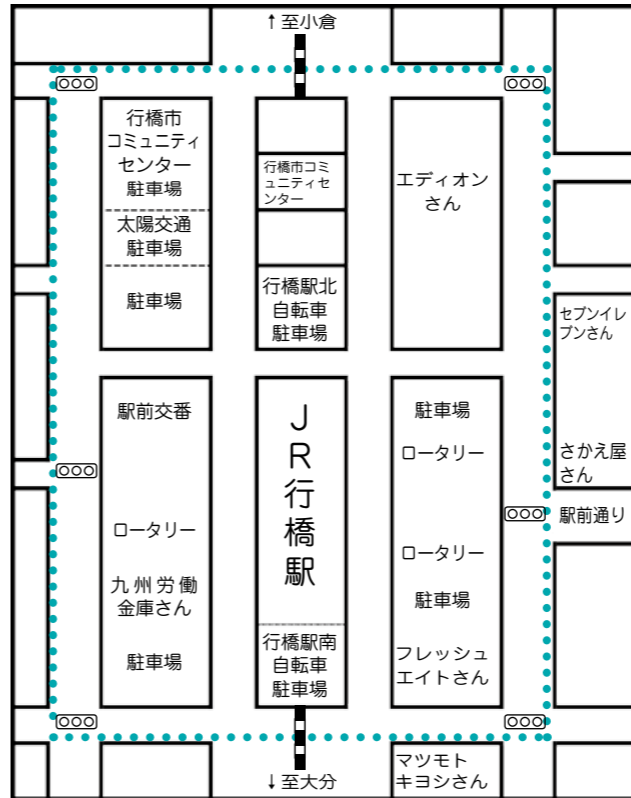 ↑至小倉
行橋市
コミュニティ
センター
駐車場
太陽交通
駐車場
駐車場
行橋市コミ
ュニティセ
ンター
行橋駅北
自転車
駐車場
エディオン
さん
セブンイレ
ブンさん
駅前交番
ロータリー
九州労働
金庫さん
駐車場
JR行橋駅
行橋駅南
自転車
駐車場
駐車場
ロータリー
ロータリー
駐車場
フレッシュ
エイトさん
さかえ屋
さん
駅前通り
↓至大分
マツモト
キヨシさん